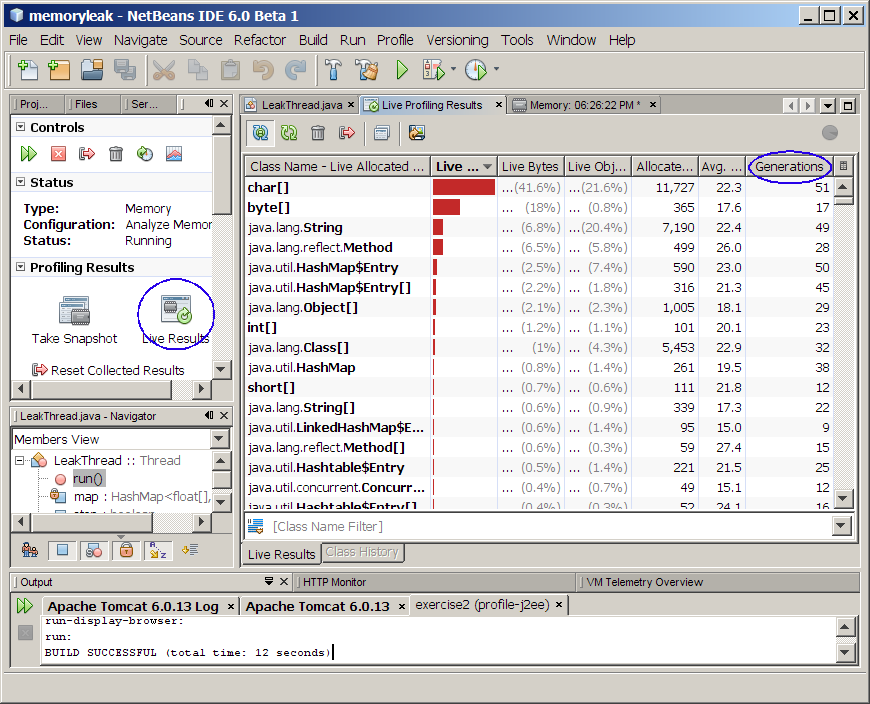 memoryleak - NetBeans IDE 6.0 Beta 1
File Edit View Navigate Source Refactor Build Run Profile Versioning Tools Window Help
Proj... Files Ser...
Controls
Status
Type: Memory
Configuration: Analyze Memor
Status: Running
Profiling Results
Take Snapshot Live Results
Reset Collected Results
LeakThread.java - Navigator
Members View
LeakThread :: Thread
run()
map : HashMap<float[],
LeakThread.java Live Profiling Results Memory: 06:26:22 PM *
Class Name - Live Allocated ... Live ... Live Bytes Live Obj... Allocate... Avg. ... Generations
char[] ...(41.6%) ...(21.6%) 11,727 22.3 51
byte[] ... (18%) ... (0.8%) 365 17.6 17
java.lang.String ... (6.8%) ...(20.4%) 7,190 22.4 49
java.lang.reflect.Method ... (6.5%) ... (5.8%) 499 26.0 28
java.util.HashMap$Entry ... (2.5%) ... (7.4%) 590 23.0 50
java.util.HashMap$Entry[] ... (2.2%) ... (1.8%) 316 21.3 45
java.lang.Object[] ... (2.1%) ... (2.3%) 1,005 18.1 29
int[] ... (1.2%) ... (1.1%) 101 20.1 23
java.lang.Class[] ... (1%) ... (4.3%) 5,453 22.9 32
java.util.HashMap ... (0.8%) ... (1.4%) 261 19.5 38
short[] ... (0.7%) ... (0.6%) 111 21.8 12
java.lang.String[] ... (0.6%) ... (0.9%) 339 17.3 22
java.util.LinkedHashMap$E... ... (0.6%) ... (1.4%) 95 15.0 9
java.lang.reflect.Method[] ... (0.6%) ... (0.3%) 59 27.4 15
java.util.Hashtable$Entry ... (0.5%) ... (1.4%) 221 21.5 25
java.util.concurrent.Concurr... ... (0.4%) ... (0.7%) 49 15.1 12
java.util.Hashtable$Entry[] ... (0.4%) ... (0.3%) 52 24.1 16
[Class Name Filter]
Live Results Class History
Output HTTP Monitor VM Telemetry Overview
Apache Tomcat 6.0.13 Log Apache Tomcat 6.0.13 exercise2 (profile-j2ee)
run-display-browser:
run:
BUILD SUCCESSFUL (total time: 12 seconds)